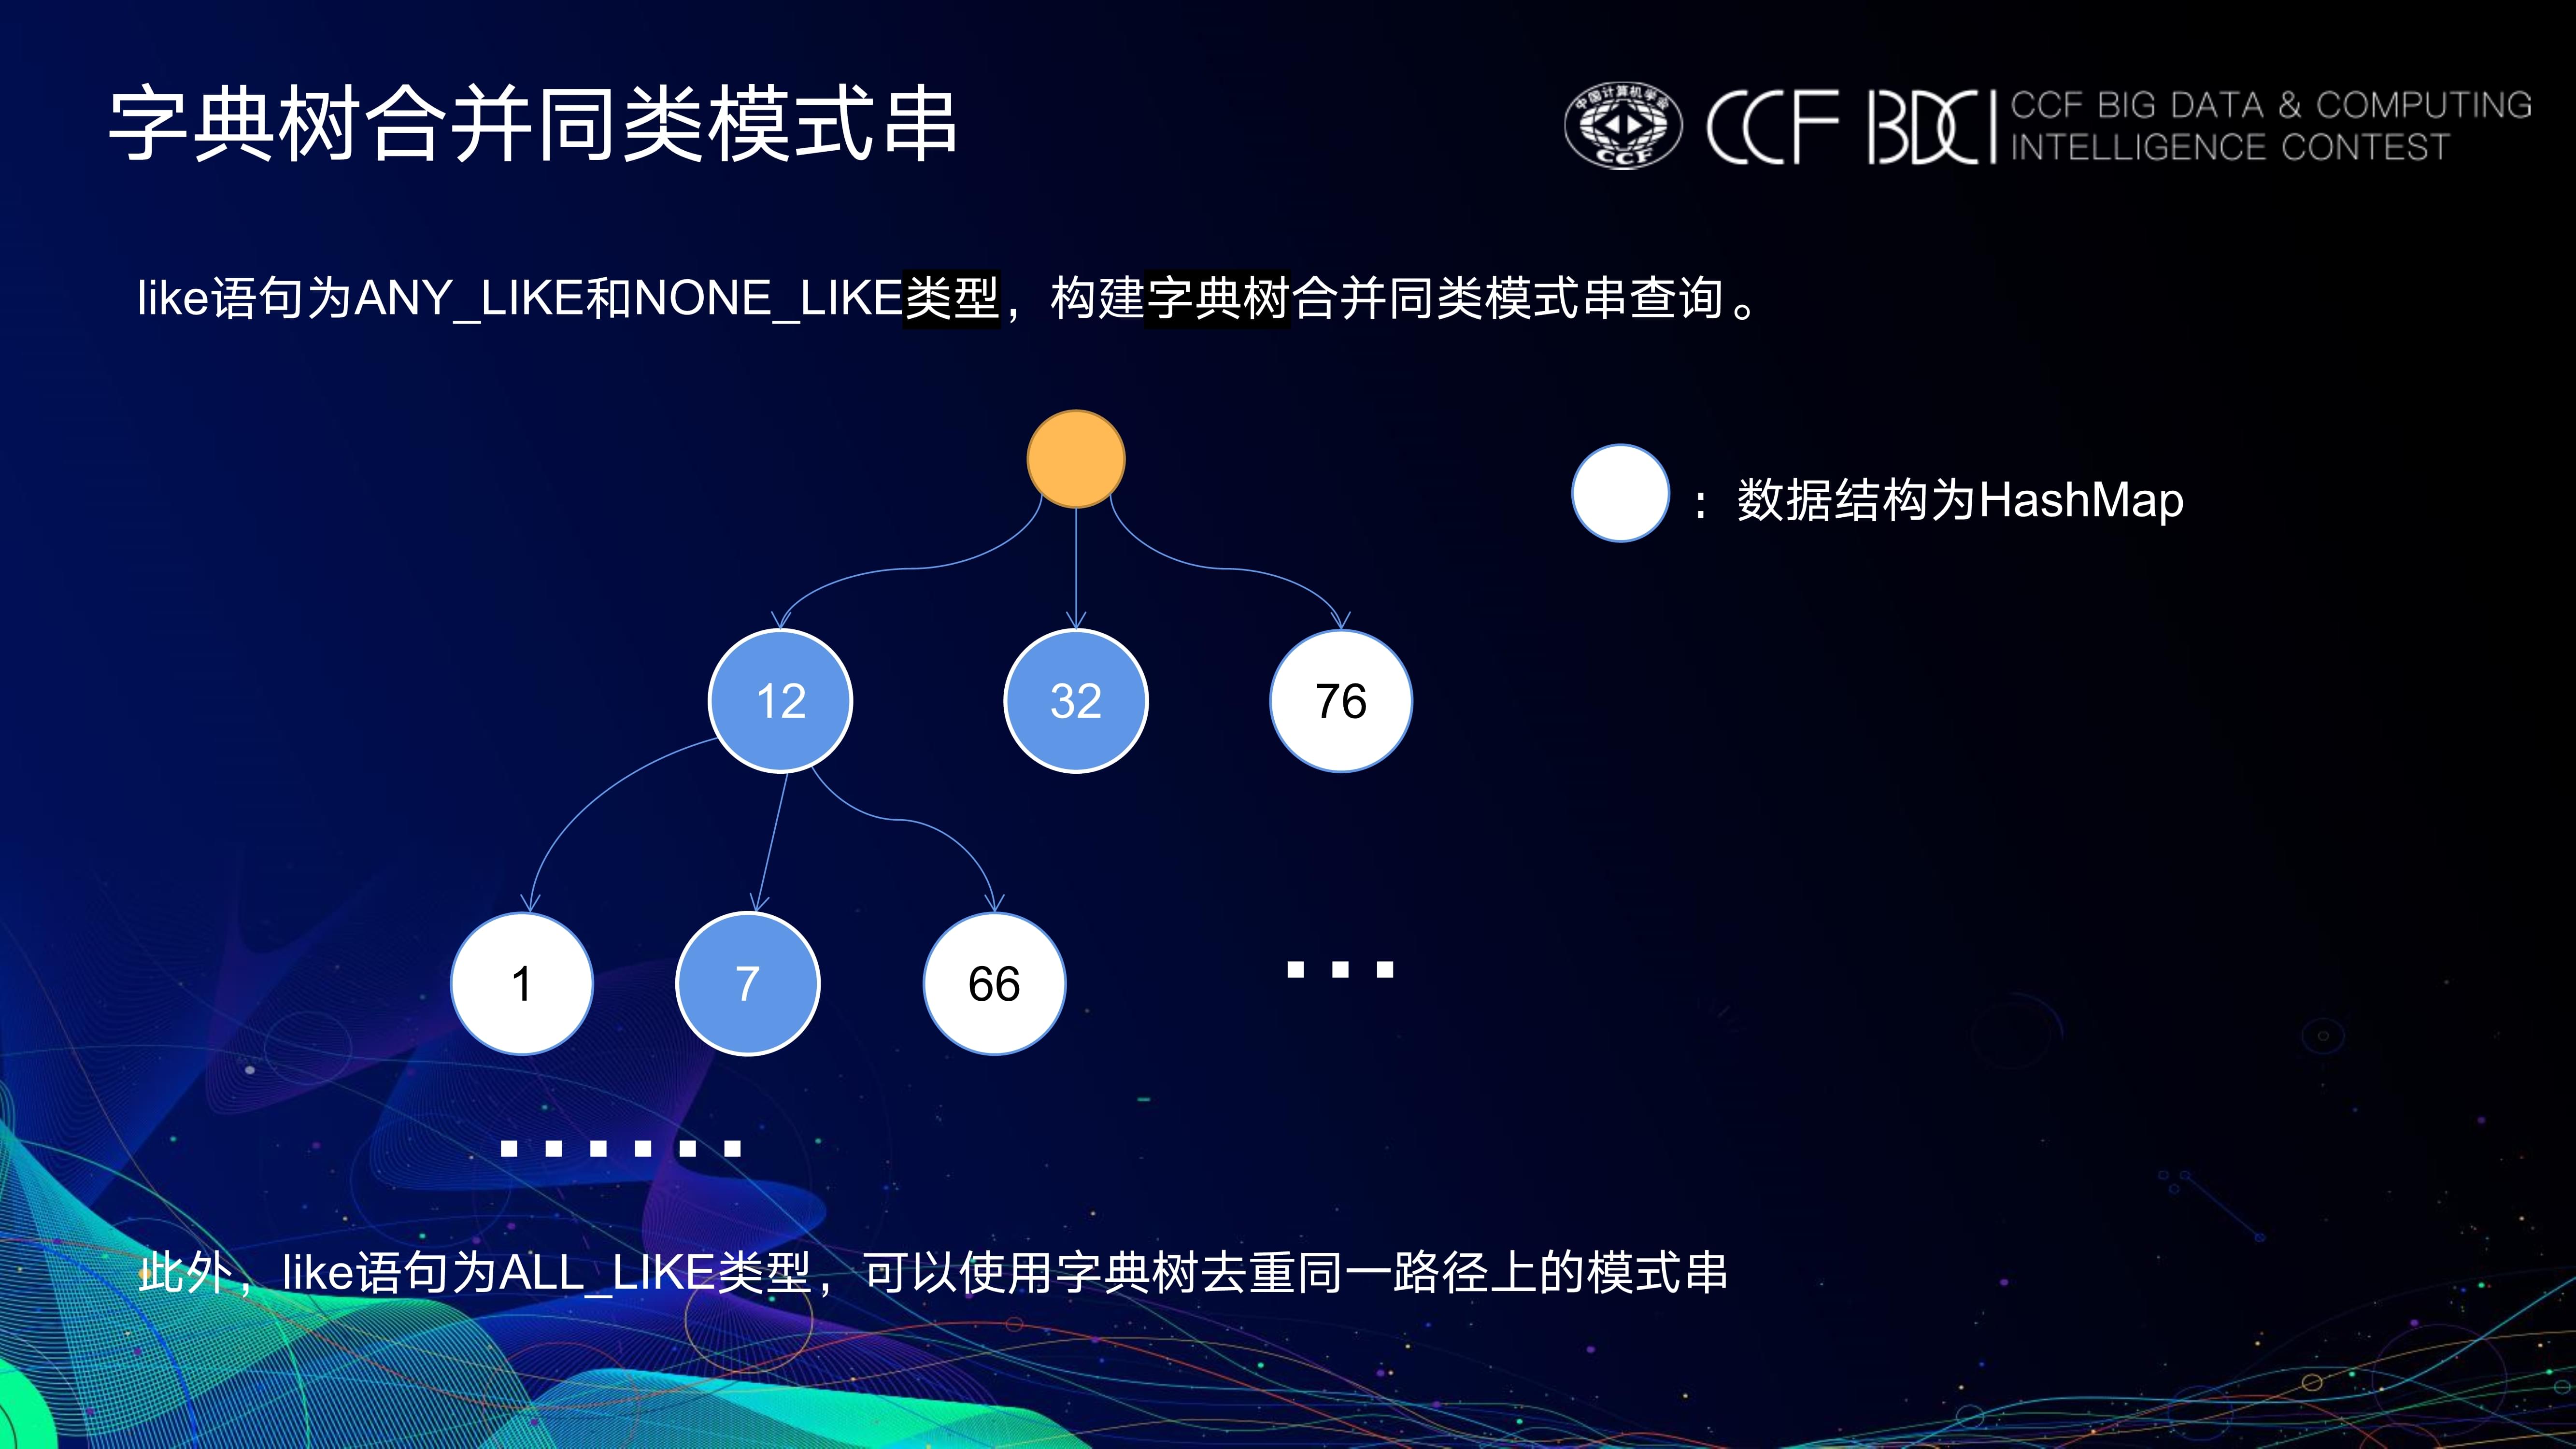 字典树合并同类模式串
中国计算机学会
CCF
CCF BDCI
CCF BIG DATA & COMPUTING
INTELLIGENCE CONTEST
like语句为ANY_LIKE和NONE_LIKE类型，构建字典树合并同类模式串查询。
：数据结构为HashMap
12
32
76
1
7
66
...
......
此外，like语句为ALL_LIKE类型，可以使用字典树去重同一路径上的模式串